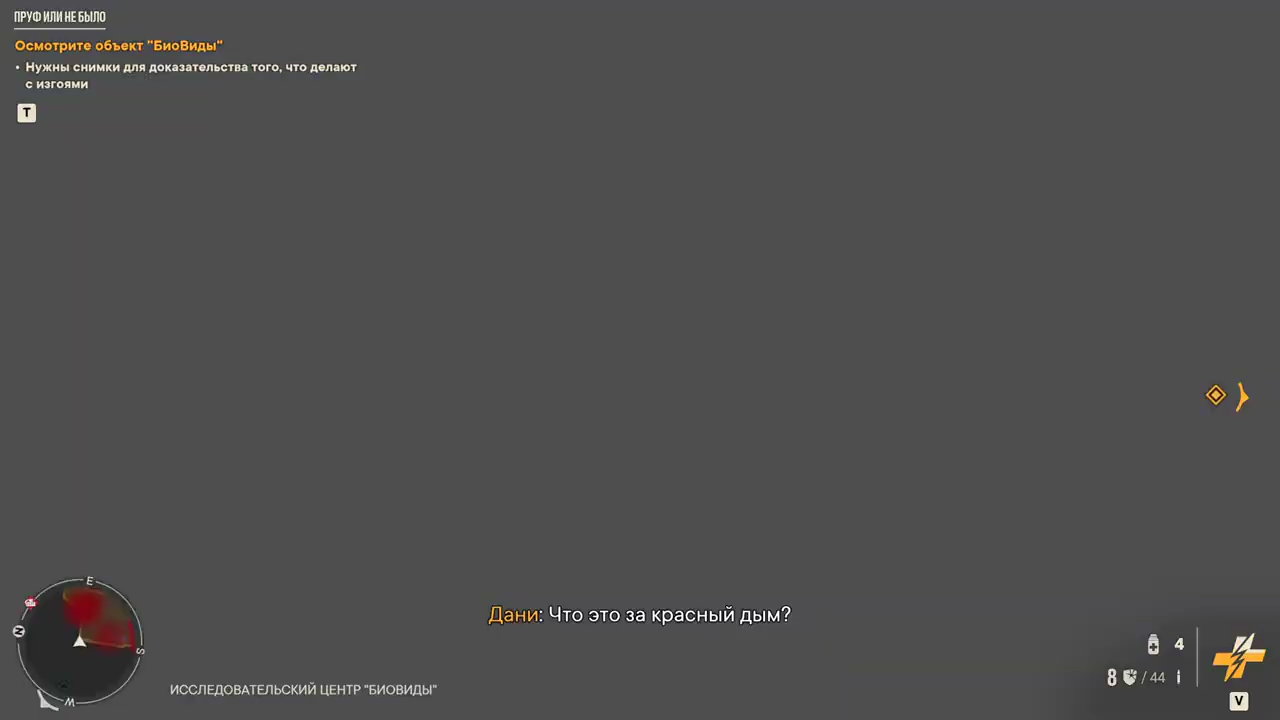 ПРУФ ИЛИ НЕ БЫЛО
Осмотрите объект "БиоВиды"
• Нужны снимки для доказательства того, что делают
с изгоями
T
E
N
S
W
Дани: Что это за красный дым?
ИССЛЕДОВАТЕЛЬСКИЙ ЦЕНТР "БИОВИДЫ"
4
8 / 44
V